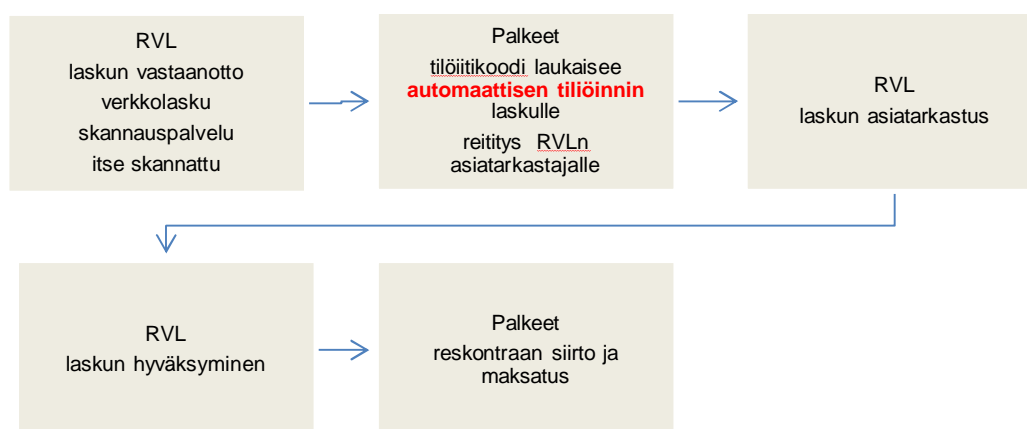 RVL
laskun vastaanotto
verkkolasku
skannauspalvelu
itse skannattu
Palkeet
tilöiitikoodi laukaisee
automaattisen tiliöinnin
laskulle
reititys RVLn
asiatarkastajalle
RVL
laskun asiatarkastus
RVL
laskun hyväksyminen
Palkeet
reskontraan siirto ja
maksatus